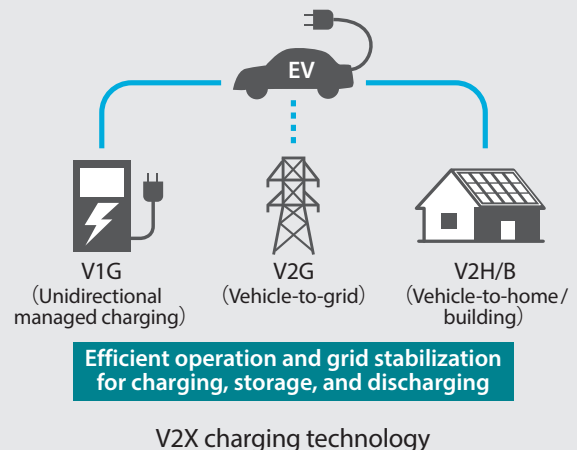 EV
V1G
(Unidirectional
managed charging)
V2G
(Vehicle-to-grid)
V2H/B
(Vehicle-to-home/
building)
Efficient operation and grid stabilization
for charging, storage, and discharging
V2X charging technology